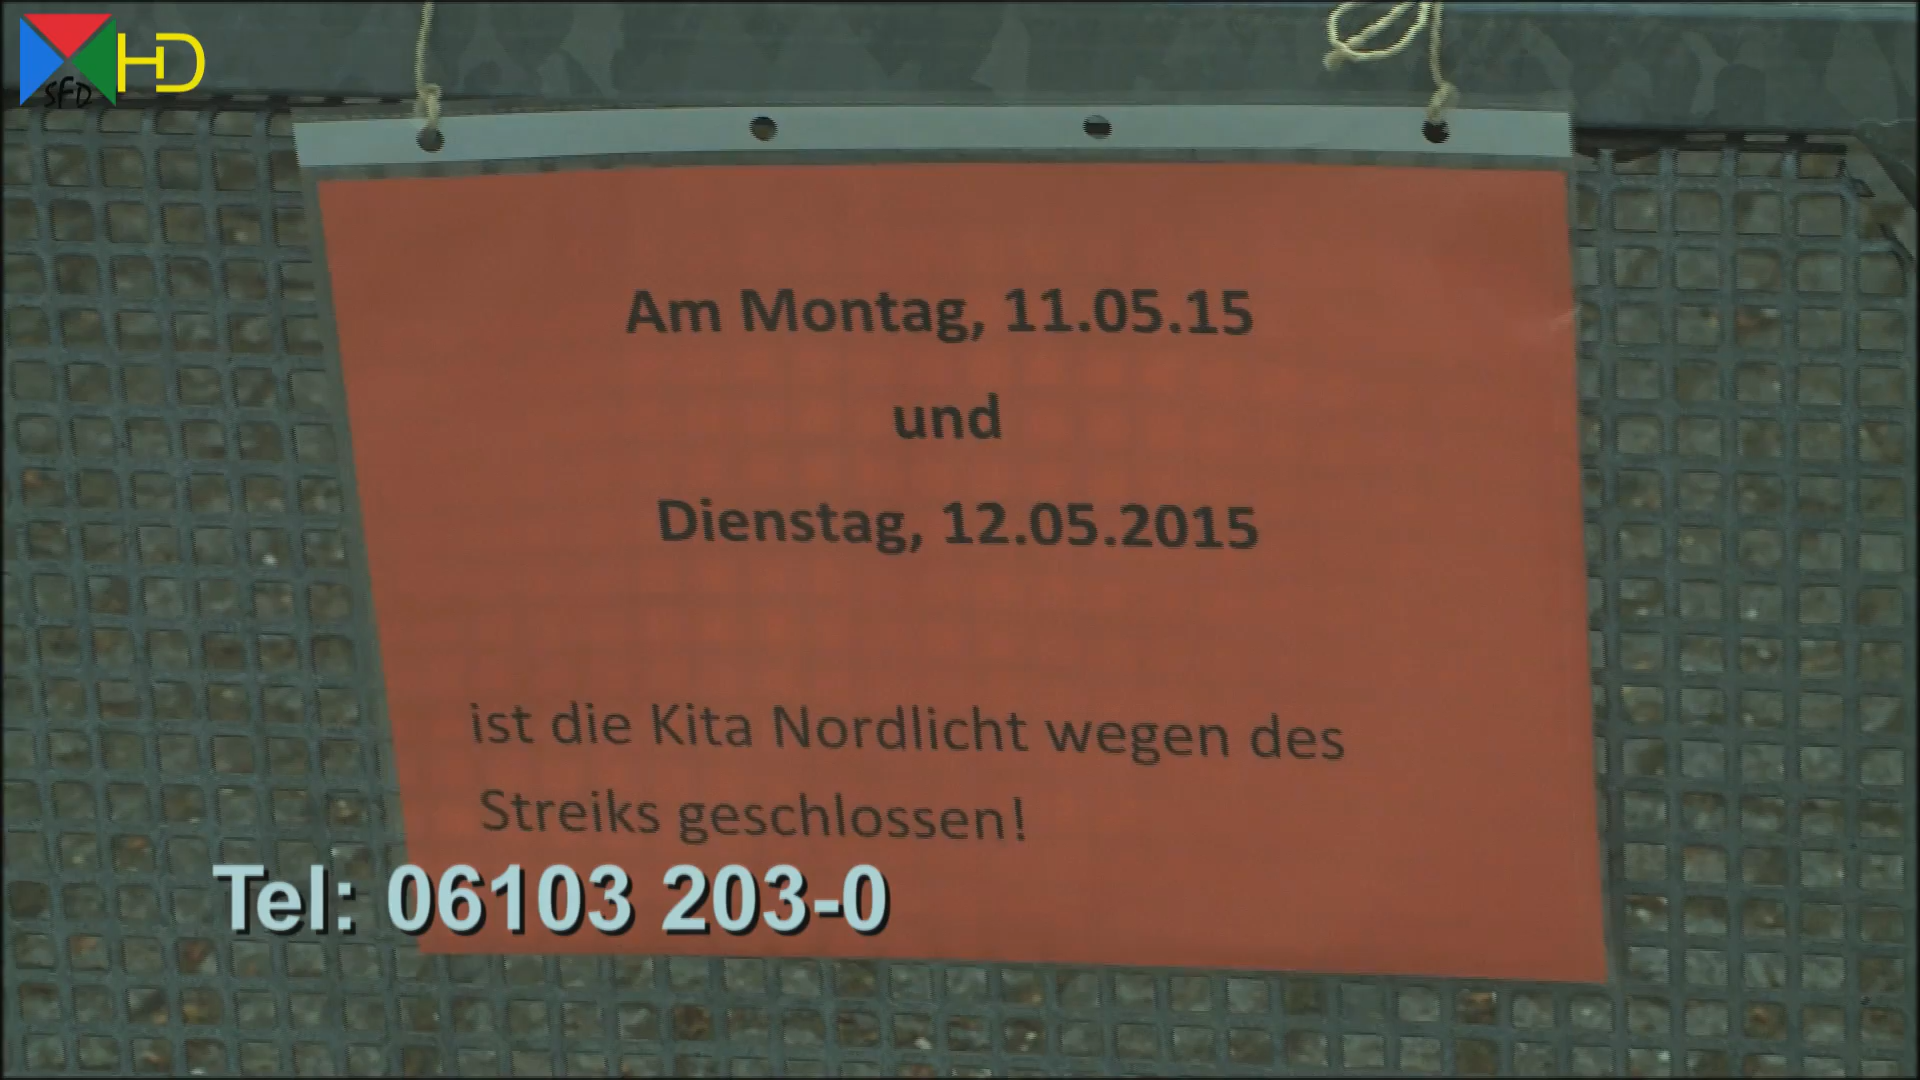 SFD HD
Am Montag, 11.05.15
und
Dienstag, 12.05.2015
ist die Kita Nordlicht wegen des
Streiks geschlossen!
Tel: 06103 203-0